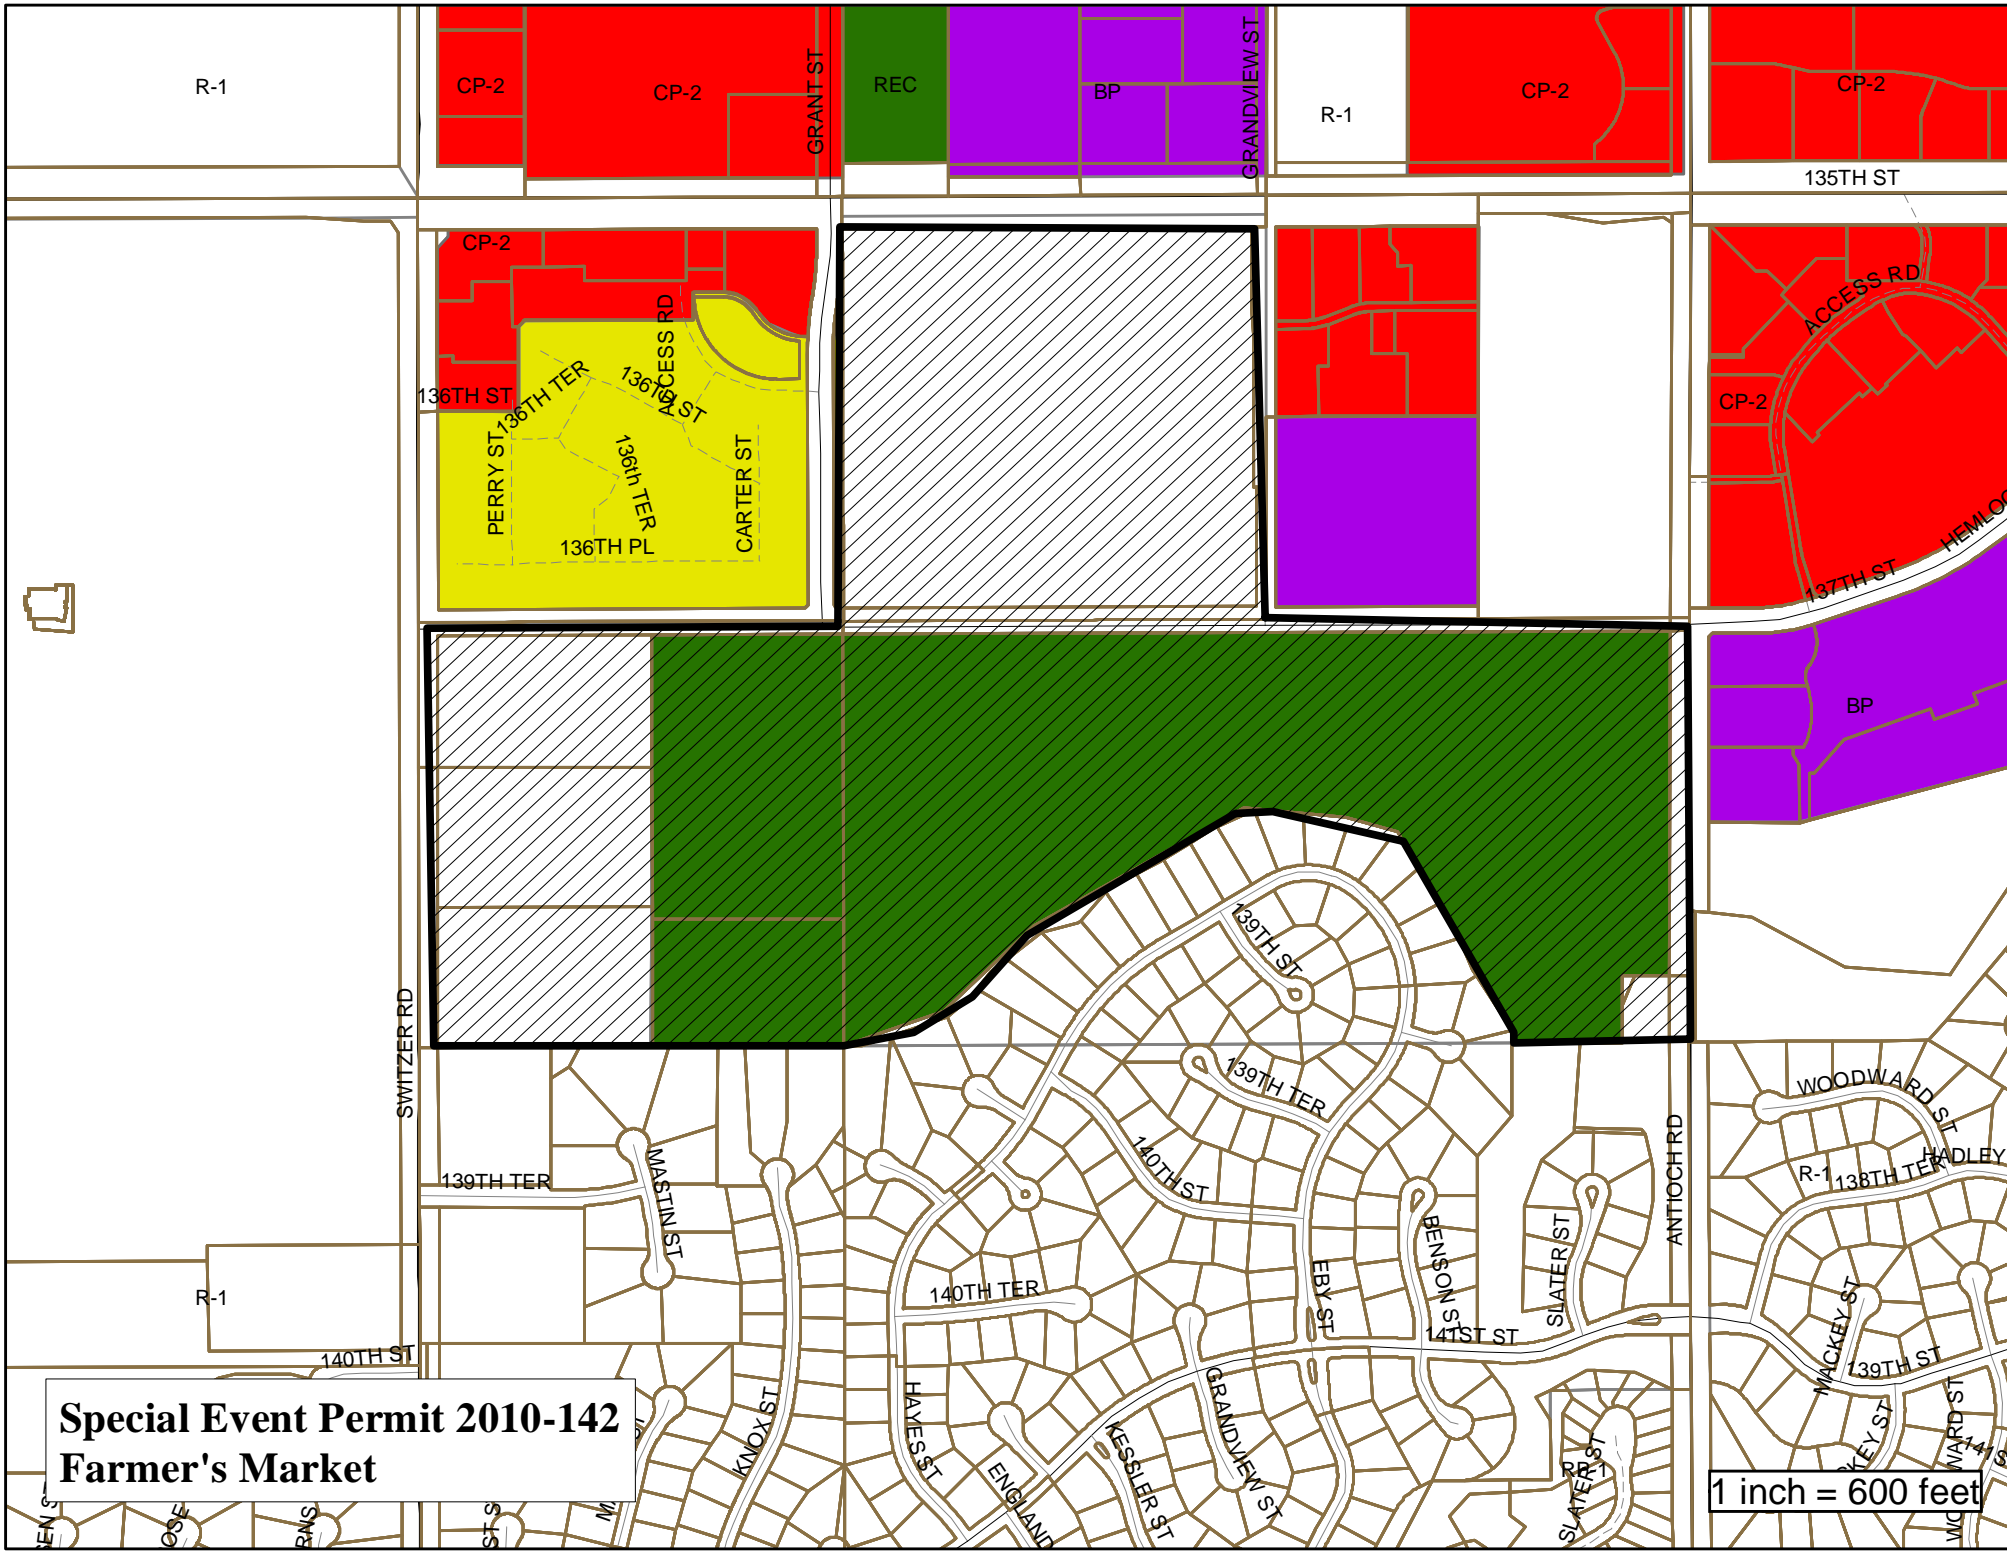 R-1
CP-2
CP-2
GRANT ST
REC
BP
GRANDVIEW ST
R-1
CP-2
CP-2
135TH ST
CP-2
ACCESS RD
ACCESS RD
136TH ST
136TH TER
136TH ST
CP-2
PERRY ST
136th TER
CARTER ST
136TH PL
137TH ST
BP
139TH ST
SWITZER RD
139TH TER
WOODWARD ST
139TH TER
MASTIN ST
140TH ST
ANTIOCH RD
R-1
138TH TER
HADLEY
BENSON ST
SLATER ST
R-1
140TH TER
EBY ST
141ST ST
MACKEY ST
140TH ST
139TH ST
Special Event Permit 2010-142
Farmer's Market
KNOX ST
HAYES ST
GRANDVIEW ST
KESSLER ST
ENGLAND
SLATER ST
SLATER ST
1 inch = 600 feet